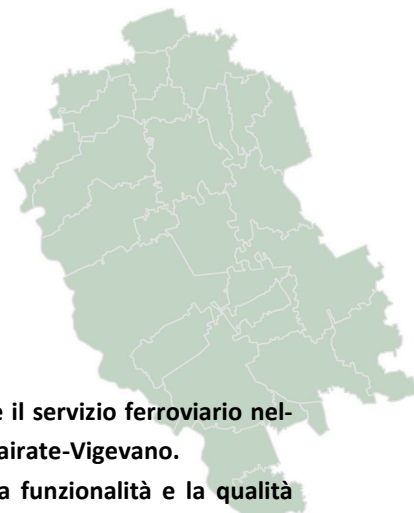 e il servizio ferroviario nel-
airate-Vigevano.
a funzionalità e la qualità